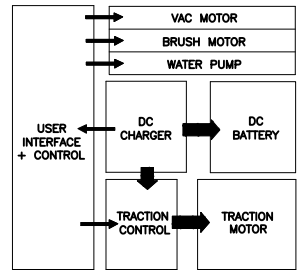 VAC MOTOR
BRUSH MOTOR
WATER PUMP
USER
INTERFACE
+ CONTROL
DC
CHARGER
DC
BATTERY
TRACTION
CONTROL
TRACTION
MOTOR